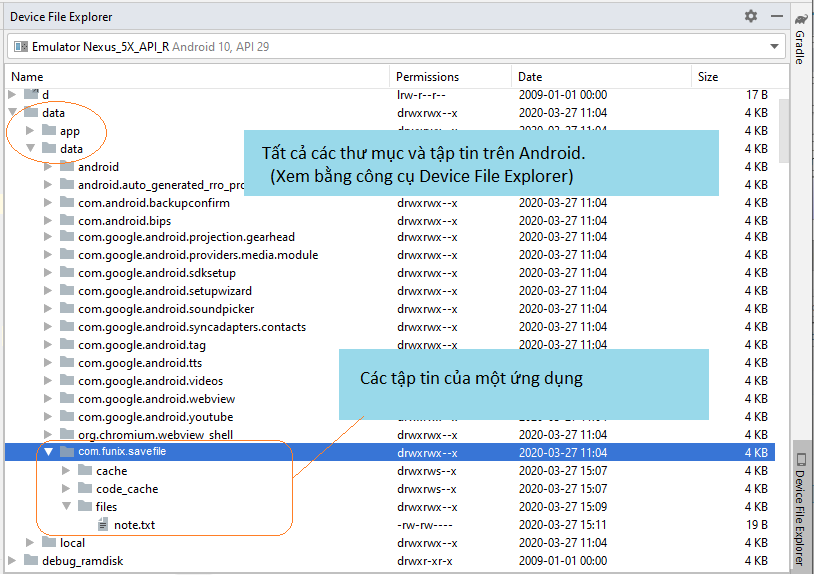 Device File Explorer
Emulator Nexus_5X_API_R Android 10, API 29
Name Permissions Date Size
d lrw-r--r-- 2009-01-01 00:00 17 B
data drwxrwx--x 2020-03-27 11:04 4 KB
app 4 KB
data 4 KB
Tất cả các thư mục và tập tin trên Android.
(Xem bằng công cụ Device File Explorer)
android 4 KB
android.auto_generated_rro_pro 4 KB
com.android.backupconfirm drwxrwx--x 2020-03-27 11:04 4 KB
com.android.bips drwxrwx--x 2020-03-27 11:04 4 KB
com.google.android.projection.gearhead drwxrwx--x 2020-03-27 11:04 4 KB
com.google.android.providers.media.module drwxrwx--x 2020-03-27 11:04 4 KB
com.google.android.sdksetup drwxrwx--x 2020-03-27 11:04 4 KB
com.google.android.setupwizard drwxrwx--x 2020-03-27 11:04 4 KB
com.google.android.soundpicker drwxrwx--x 2020-03-27 11:04 4 KB
com.google.android.syncadapters.contacts drwxrwx--x 2020-03-27 11:04 4 KB
com.google.android.tag drwxrwx--x 2020-03-27 11:04 4 KB
com.google.android.tts 4 KB
com.google.android.videos 4 KB
Các tập tin của một ứng dụng
com.google.android.webview 4 KB
com.google.android.youtube 4 KB
org.chromium.webview_shell drwxrwx--x 2020-03-27 11:04 4 KB
com.funix.savefile drwxrwx--x 2020-03-27 11:04 4 KB
cache drwxrws--x 2020-03-27 15:07 4 KB
code_cache drwxrws--x 2020-03-27 15:07 4 KB
files drwxrwx--x 2020-03-27 15:09 4 KB
note.txt -rw-rw---- 2020-03-27 15:11 19 B
local drwxrwx--x 2020-03-27 11:04 4 KB
debug_ramdisk drwxr-xr-x 2009-01-01 00:00 4 KB
Gradle
Device File Explorer